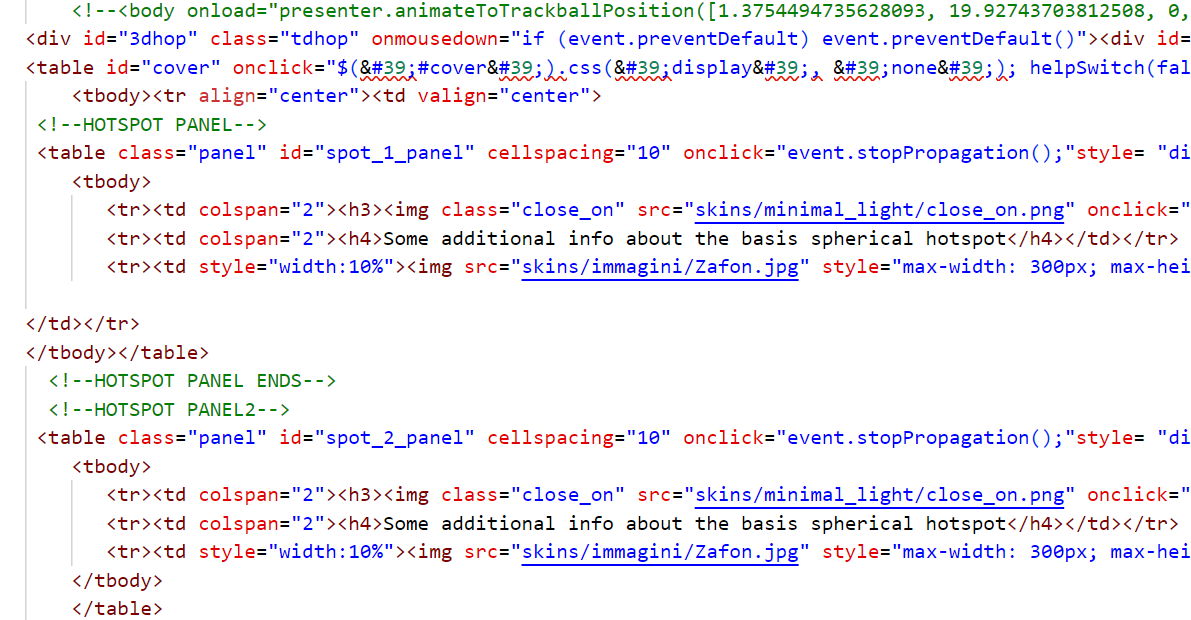 <!--<body onload="presenter.animateToTrackballPosition([1.3754494735628093, 19.92743703812508, 0,
<div id="3dhop" class="tdhop" onmousedown="if (event.preventDefault) event.preventDefault()"><div id=
<table id="cover" onclick="$(&#39;#cover&#39;).css(&#39;display&#39;, &#39;none&#39;); helpSwitch(fal
<tbody><tr align="center"><td valign="center">
<!--HOTSPOT PANEL-->
<table class="panel" id="spot_1_panel" cellspacing="10" onclick="event.stopPropagation();"style= "di
<tbody>
<tr><td colspan="2"><h3><img class="close_on" src="skins/minimal_light/close_on.png" onclick="
<tr><td colspan="2"><h4>Some additional info about the basis spherical hotspot</h4></td></tr>
<tr><td style="width:10%"><img src="skins/immagini/Zafon.jpg" style="max-width: 300px; max-hei
</td></tr>
</tbody></table>
<!--HOTSPOT PANEL ENDS-->
<!--HOTSPOT PANEL2-->
<table class="panel" id="spot_2_panel" cellspacing="10" onclick="event.stopPropagation();"style= "di
<tbody>
<tr><td colspan="2"><h3><img class="close_on" src="skins/minimal_light/close_on.png" onclick="
<tr><td colspan="2"><h4>Some additional info about the basis spherical hotspot</h4></td></tr>
<tr><td style="width:10%"><img src="skins/immagini/Zafon.jpg" style="max-width: 300px; max-hei
</tbody>
</table>